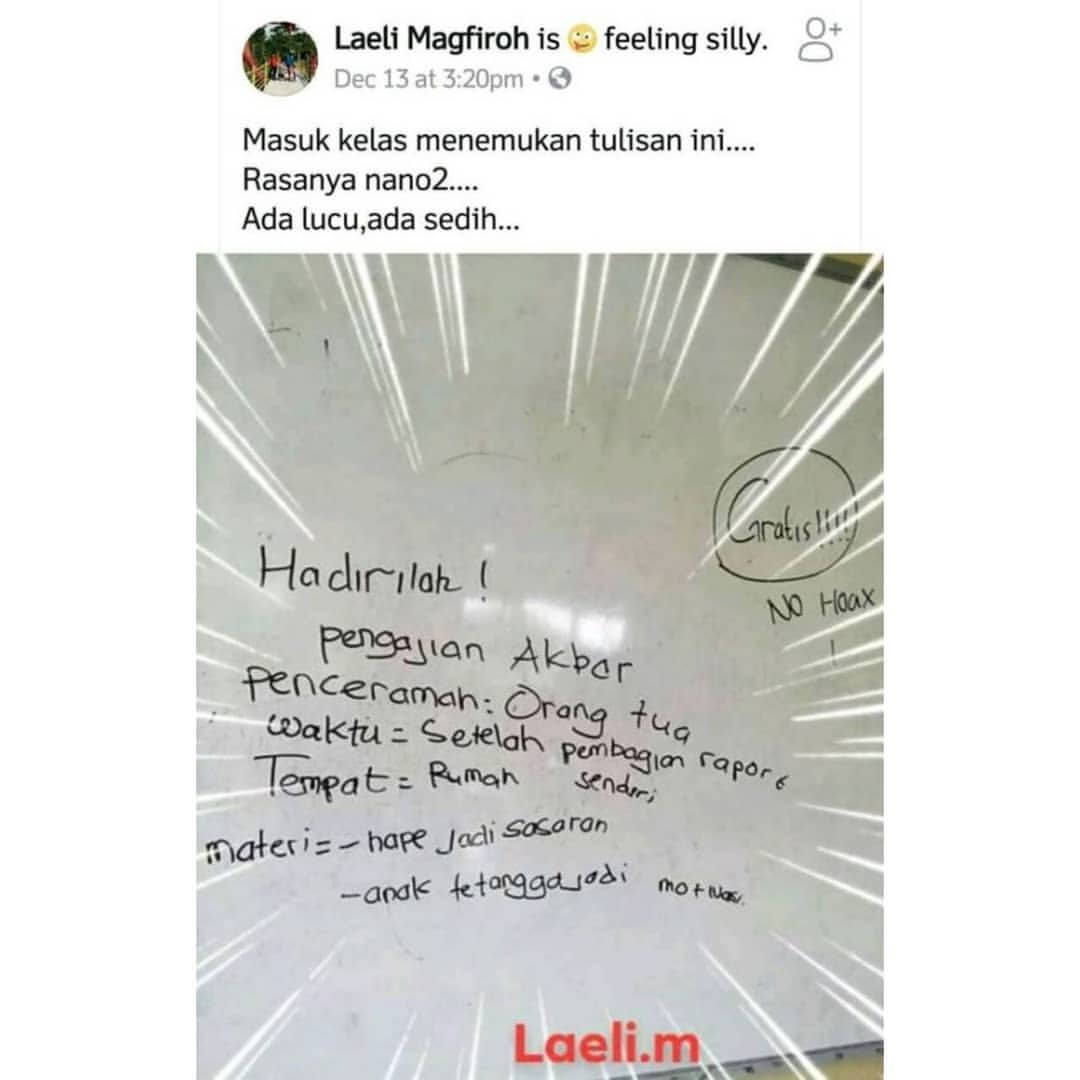 Laeli Magfiroh is feeling silly.
Dec 13 at 3:20pm
Masuk kelas menemukan tulisan ini....
Rasanya nano2....
Ada lucu,ada sedih...
Gratis!!!!
NO Hoax
!
Hadirilah !
pengajian Akbar
Penceramah: Orang tua
waktu = Setelah pembagian rapor
Tempat = Rumah sendiri
materi = - hape Jadi sasaran
- anak tetangga jadi motivasi.
Laeli.m